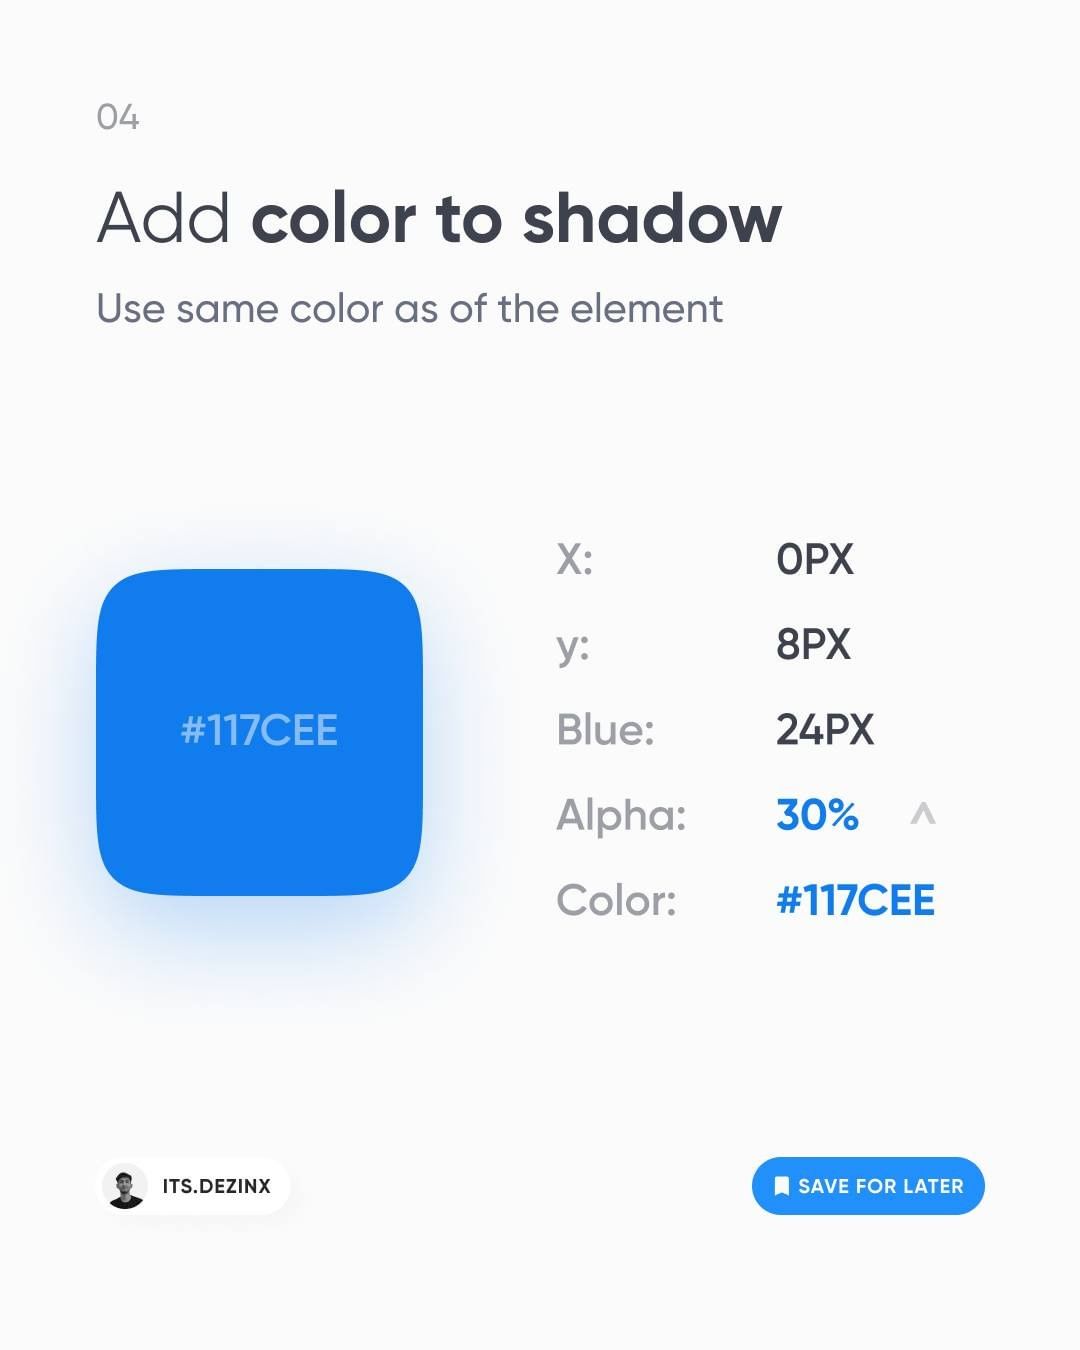 04
Add color to shadow
Use same color as of the element
#117CEE
X: 0PX
y: 8PX
Blue: 24PX
Alpha: 30% ^
Color: #117CEE
ITS.DEZINX
SAVE FOR LATER